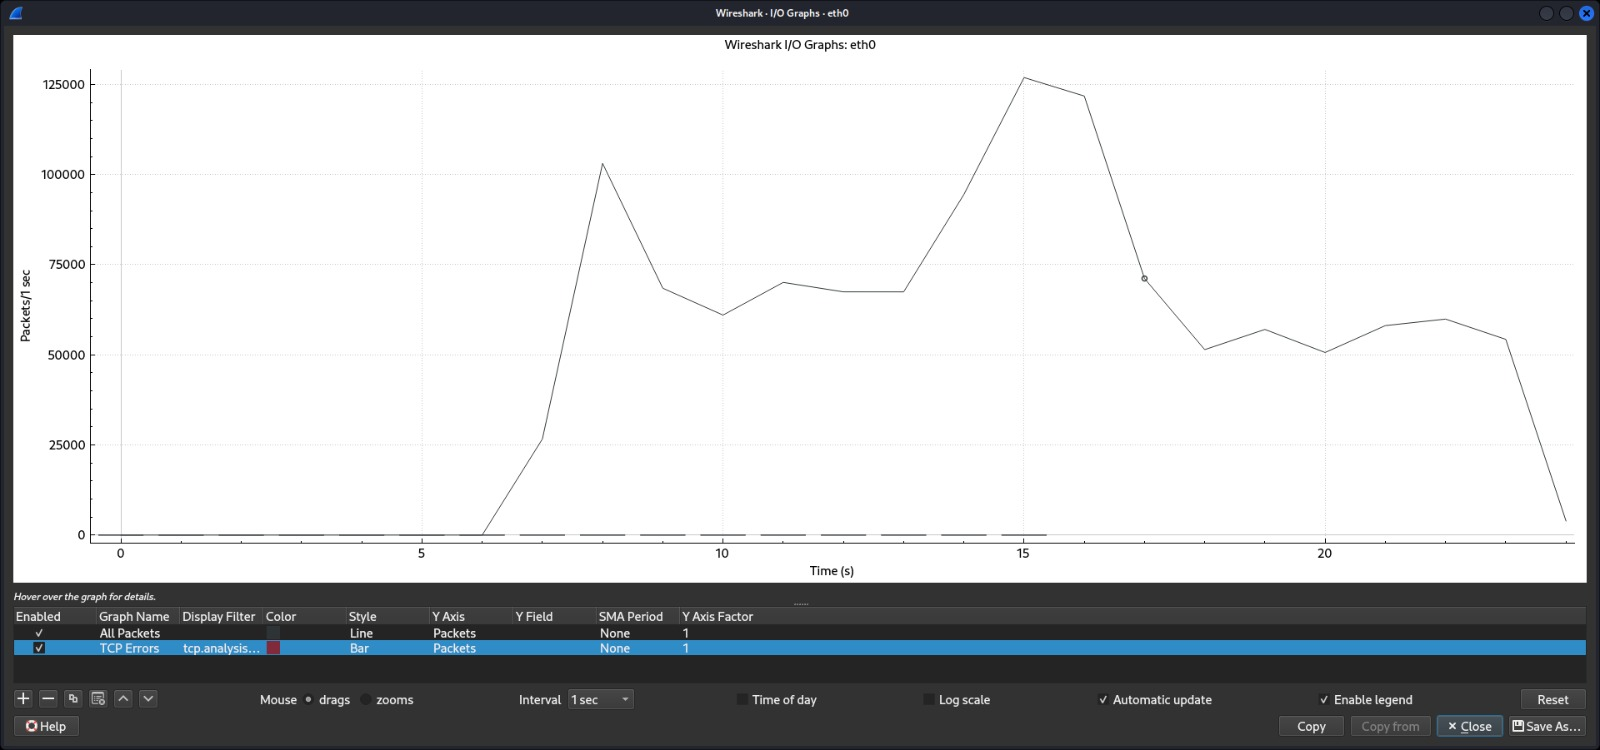 Wireshark · I/O Graphs · eth0
Wireshark I/O Graphs: eth0
125000
100000
75000
50000
25000
0
Packets/1 sec
0 5 10 15 20
Time (s)
Hover over the graph for details.
Enabled Graph Name Display Filter Color Style Y Axis Y Field SMA Period Y Axis Factor
All Packets Line Packets None 1
TCP Errors tcp.analysis... Bar Packets None 1
Mouse drags zooms Interval 1 sec Time of day Log scale Automatic update Enable legend Reset
Help Copy Copy from Close Save As...